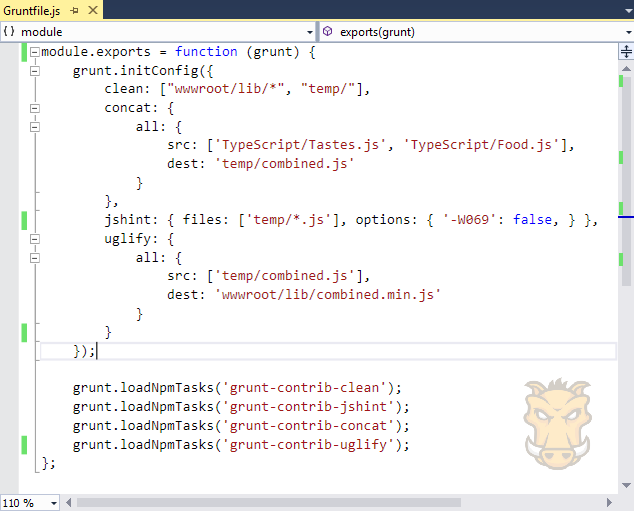 Gruntfile.js
module exports(grunt)
module.exports = function (grunt) {
    grunt.initConfig({
        clean: ["wwwroot/lib/*", "temp/"],
        concat: {
            all: {
                src: ['TypeScript/Tastes.js', 'TypeScript/Food.js'],
                dest: 'temp/combined.js'
            }
        },
        jshint: { files: ['temp/*.js'], options: { '-W069': false, } },
        uglify: {
            all: {
                src: ['temp/combined.js'],
                dest: 'wwwroot/lib/combined.min.js'
            }
        }
    });

    grunt.loadNpmTasks('grunt-contrib-clean');
    grunt.loadNpmTasks('grunt-contrib-jshint');
    grunt.loadNpmTasks('grunt-contrib-concat');
    grunt.loadNpmTasks('grunt-contrib-uglify');
};
110 %